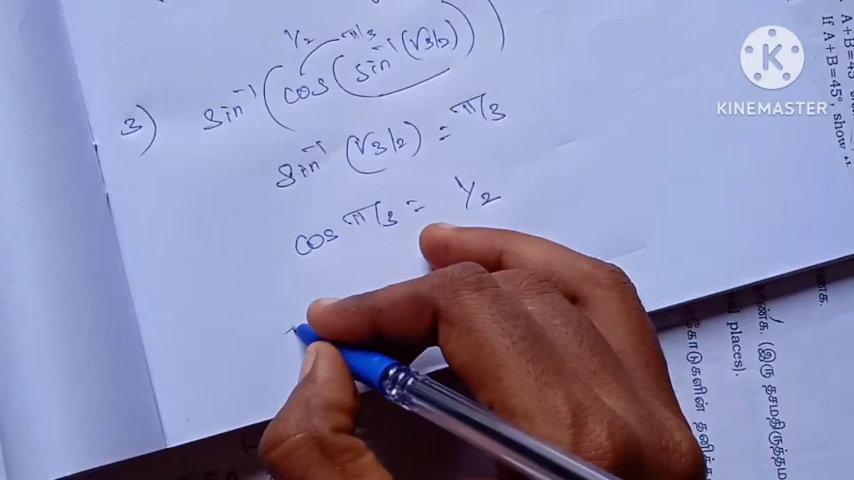 1/2 π/3
3) sin⁻¹(cos(sin⁻¹(√3/2)))
sin⁻¹(√3/2) = π/3
cos π/3 = 1/2
KINEMASTER
If A+B=45°, show
places)
(இரு